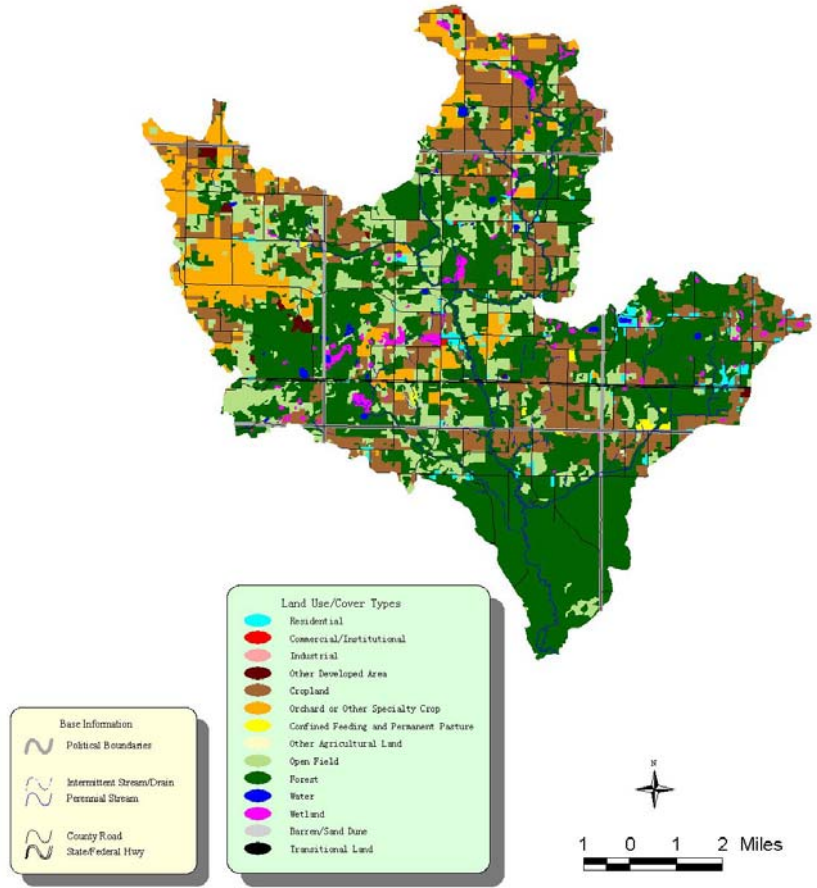 Land Use/Cover Types
Residential
Commercial/Institutional
Industrial
Other Developed Area
Cropland
Orchard or Other Specialty Crop
Confined Feeding and Permanent Pasture
Other Agricultural Land
Open Field
Forest
Water
Wetland
Barren/Sand Dune
Transitional Land
Base Information
Political Boundaries
Intermittent Stream/Drain
Perennial Stream
County Road
State/Federal Hwy
N
1 0 1 2 Miles